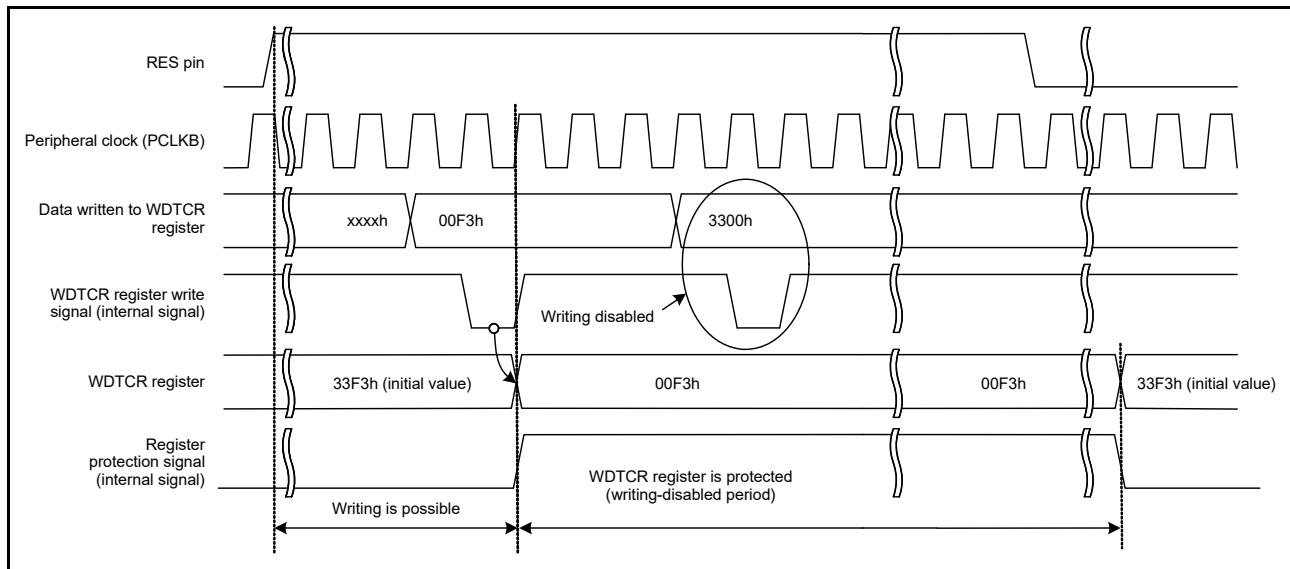 RES pin
Peripheral clock (PCLKB)
Data written to WDTCR
register
xxxxh
00F3h
3300h
WDTCR register write
signal (internal signal)
Writing disabled
WDTCR register
33F3h (initial value)
00F3h
00F3h
33F3h (initial value)
Register
protection signal
(internal signal)
WDTCR register is protected
(writing-disabled period)
Writing is possible